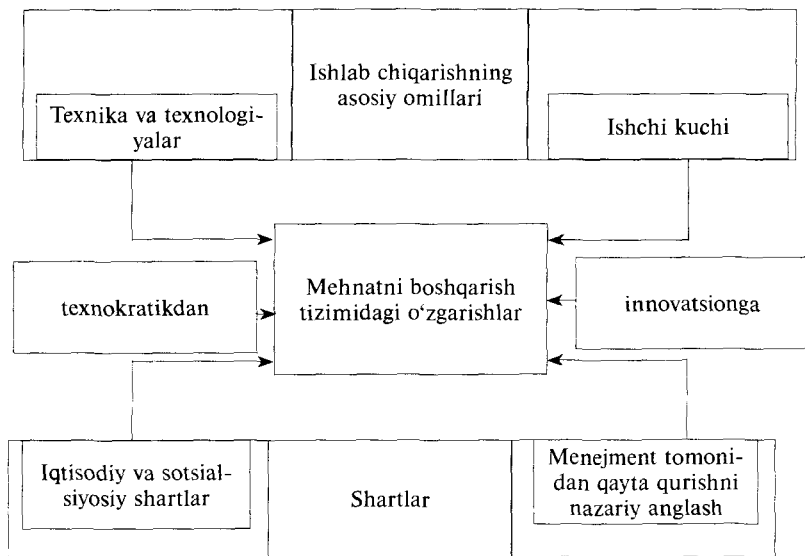 Ishlab chiqarishning
asosiy omillari
Texnika va texnologi-
yalar
Ishchi kuchi
texnokratikdan
Mehnatni boshqarish
tizimidagi o‘zgarishlar
innovatsionga
Iqtisodiy va sotsial-
siyosiy shartlar
Shartlar
Menejment tomoni-
dan qayta qurishni
nazariy anglash